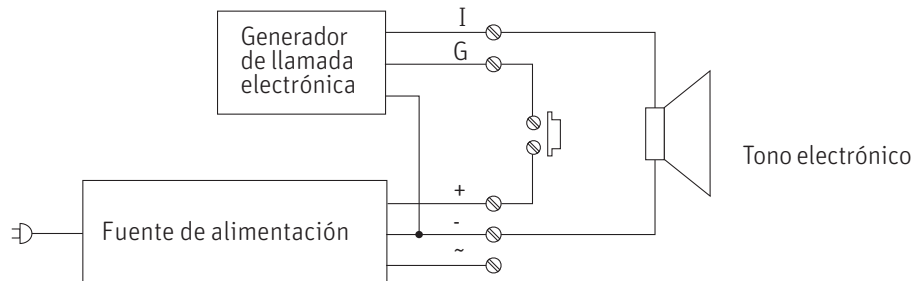 Generador
de llamada
electrónica
I
G
Tono electrónico
+
-
~
Fuente de alimentación